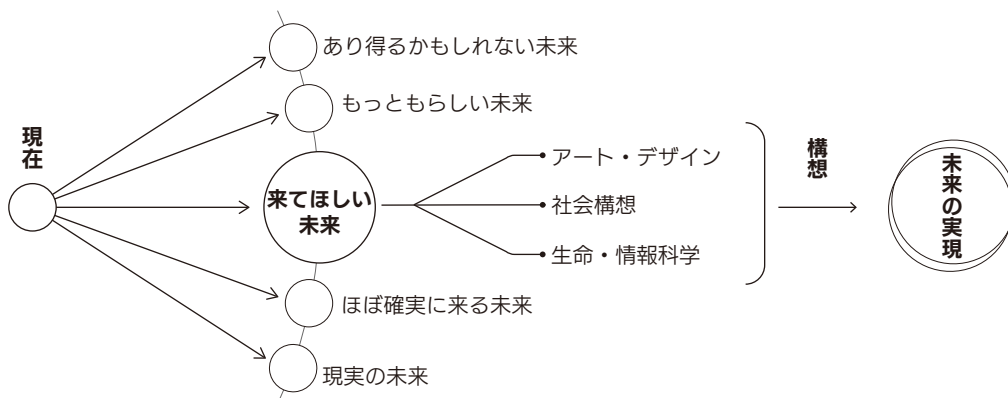 現在
あり得るかもしれない未来
もっともらしい未来
来てほしい
未来
ほぼ確実に来る未来
現実の未来
アート・デザイン
社会構想
生命・情報科学
構想
未来の実現